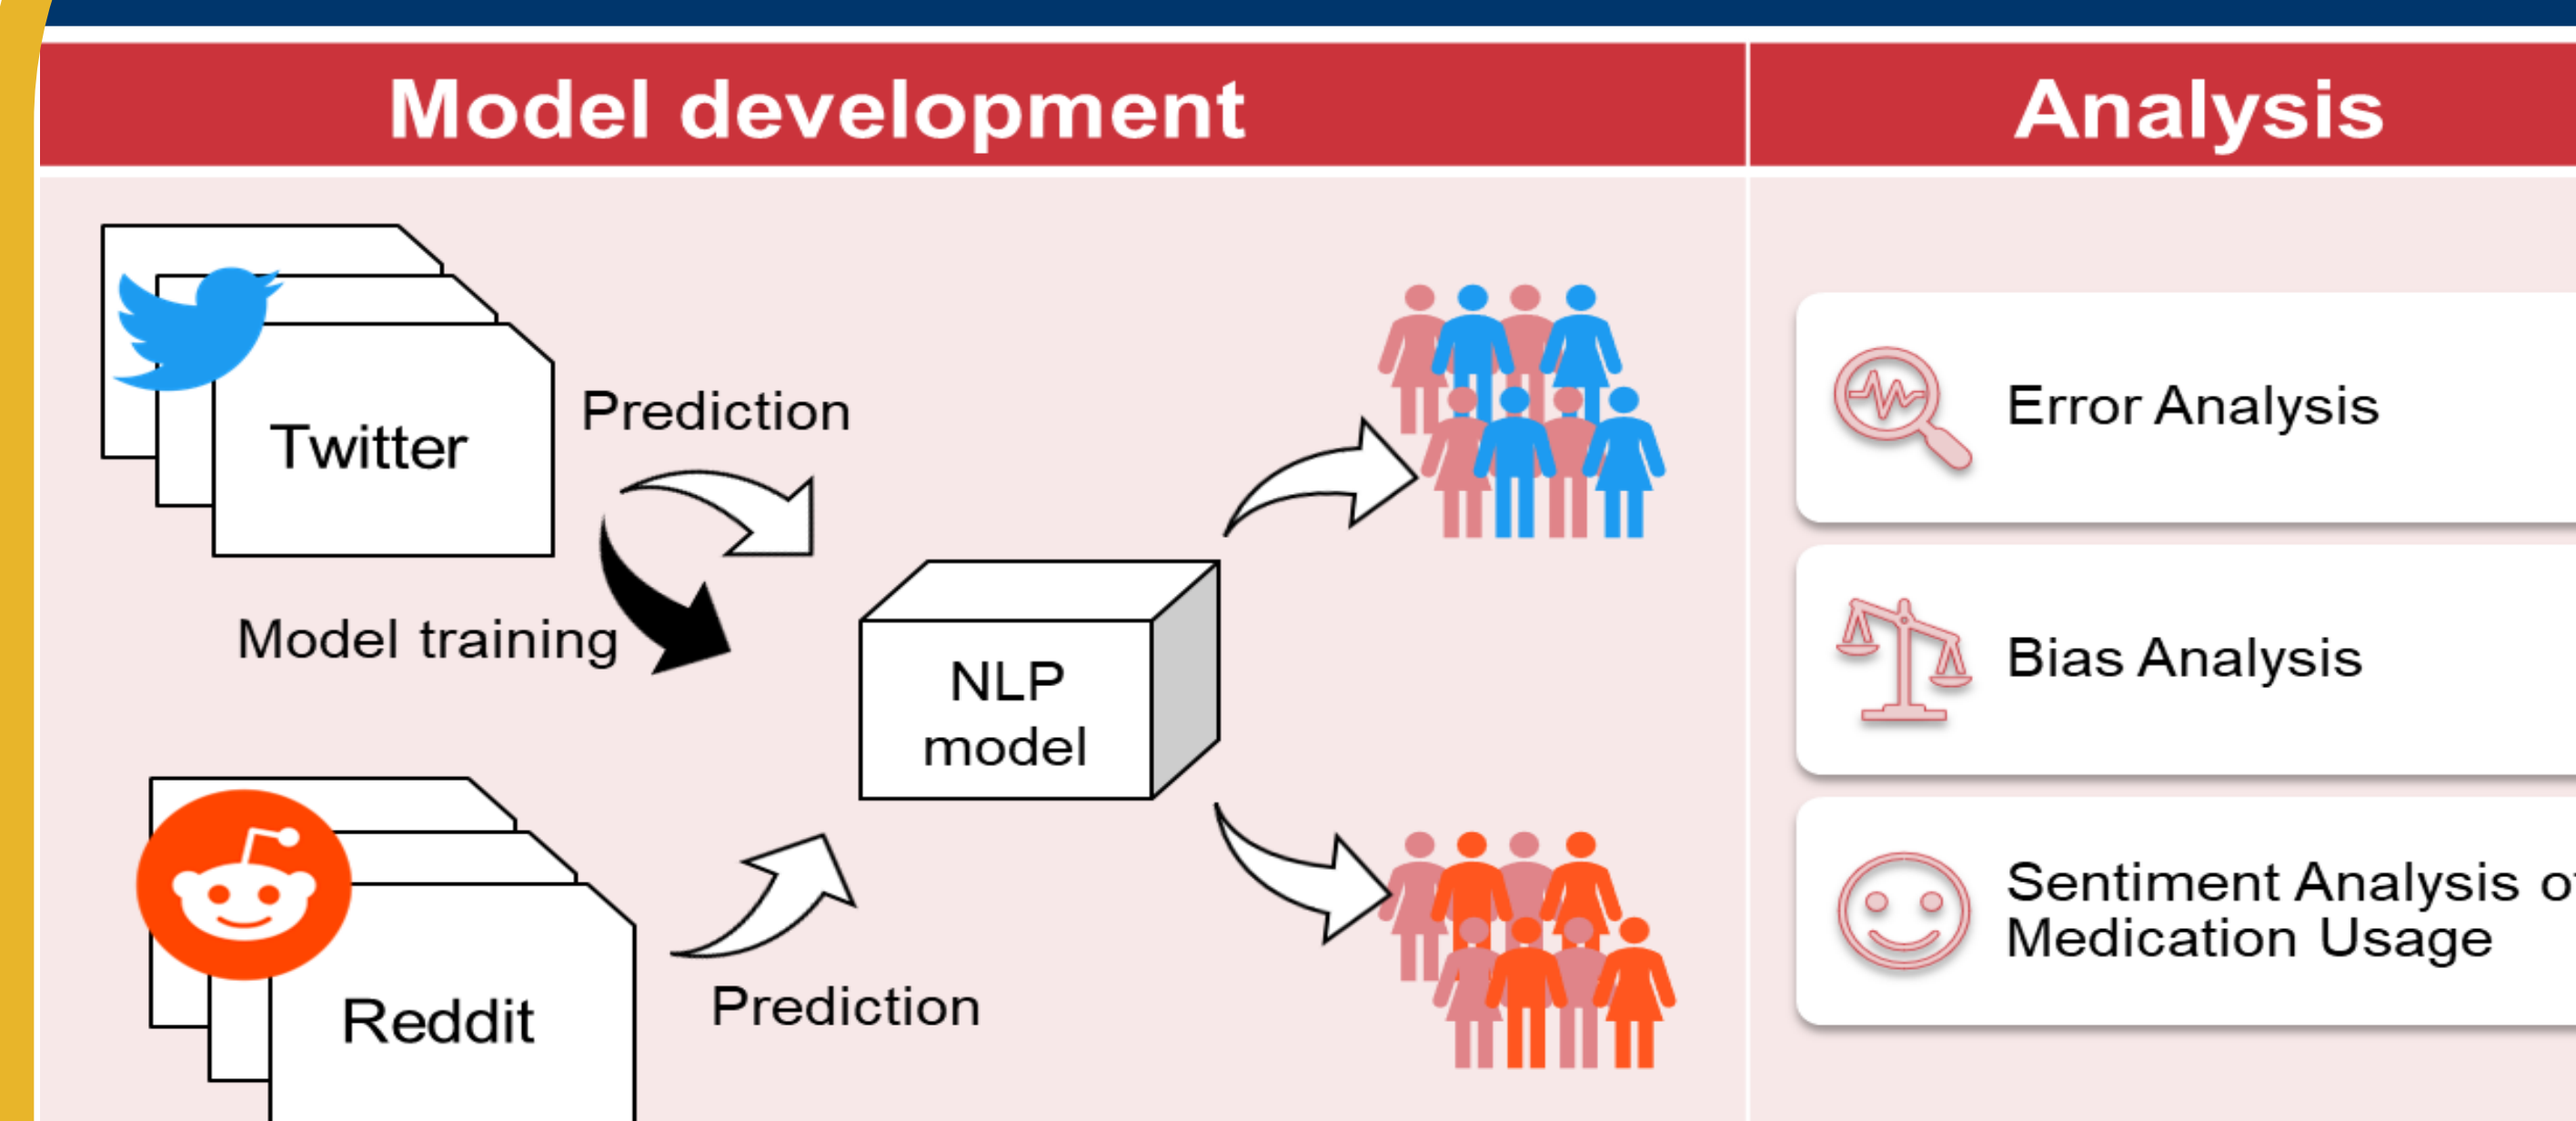 Model development
Analysis
Twitter
Prediction
Model training
NLP
model
Reddit
Prediction
Error Analysis
Bias Analysis
Sentiment Analysis of
Medication Usage